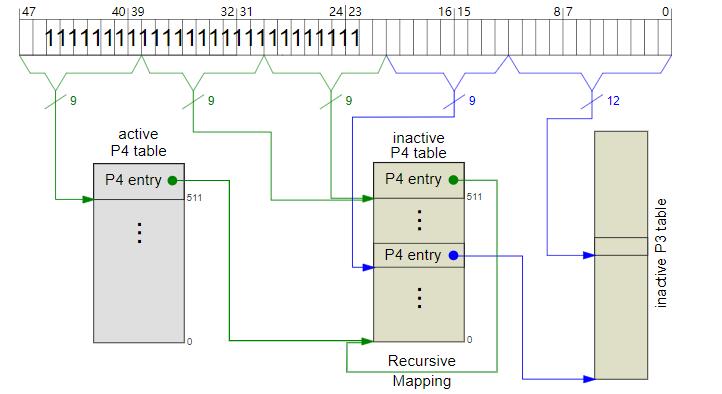 47 40 39 32 31 24 23 16 15 8 7 0
111111111111111111111111111
9 9 9 9 12
active
P4 table
P4 entry
511
0
inactive
P4 table
P4 entry
511
P4 entry
0
Recursive
Mapping
inactive P3 table